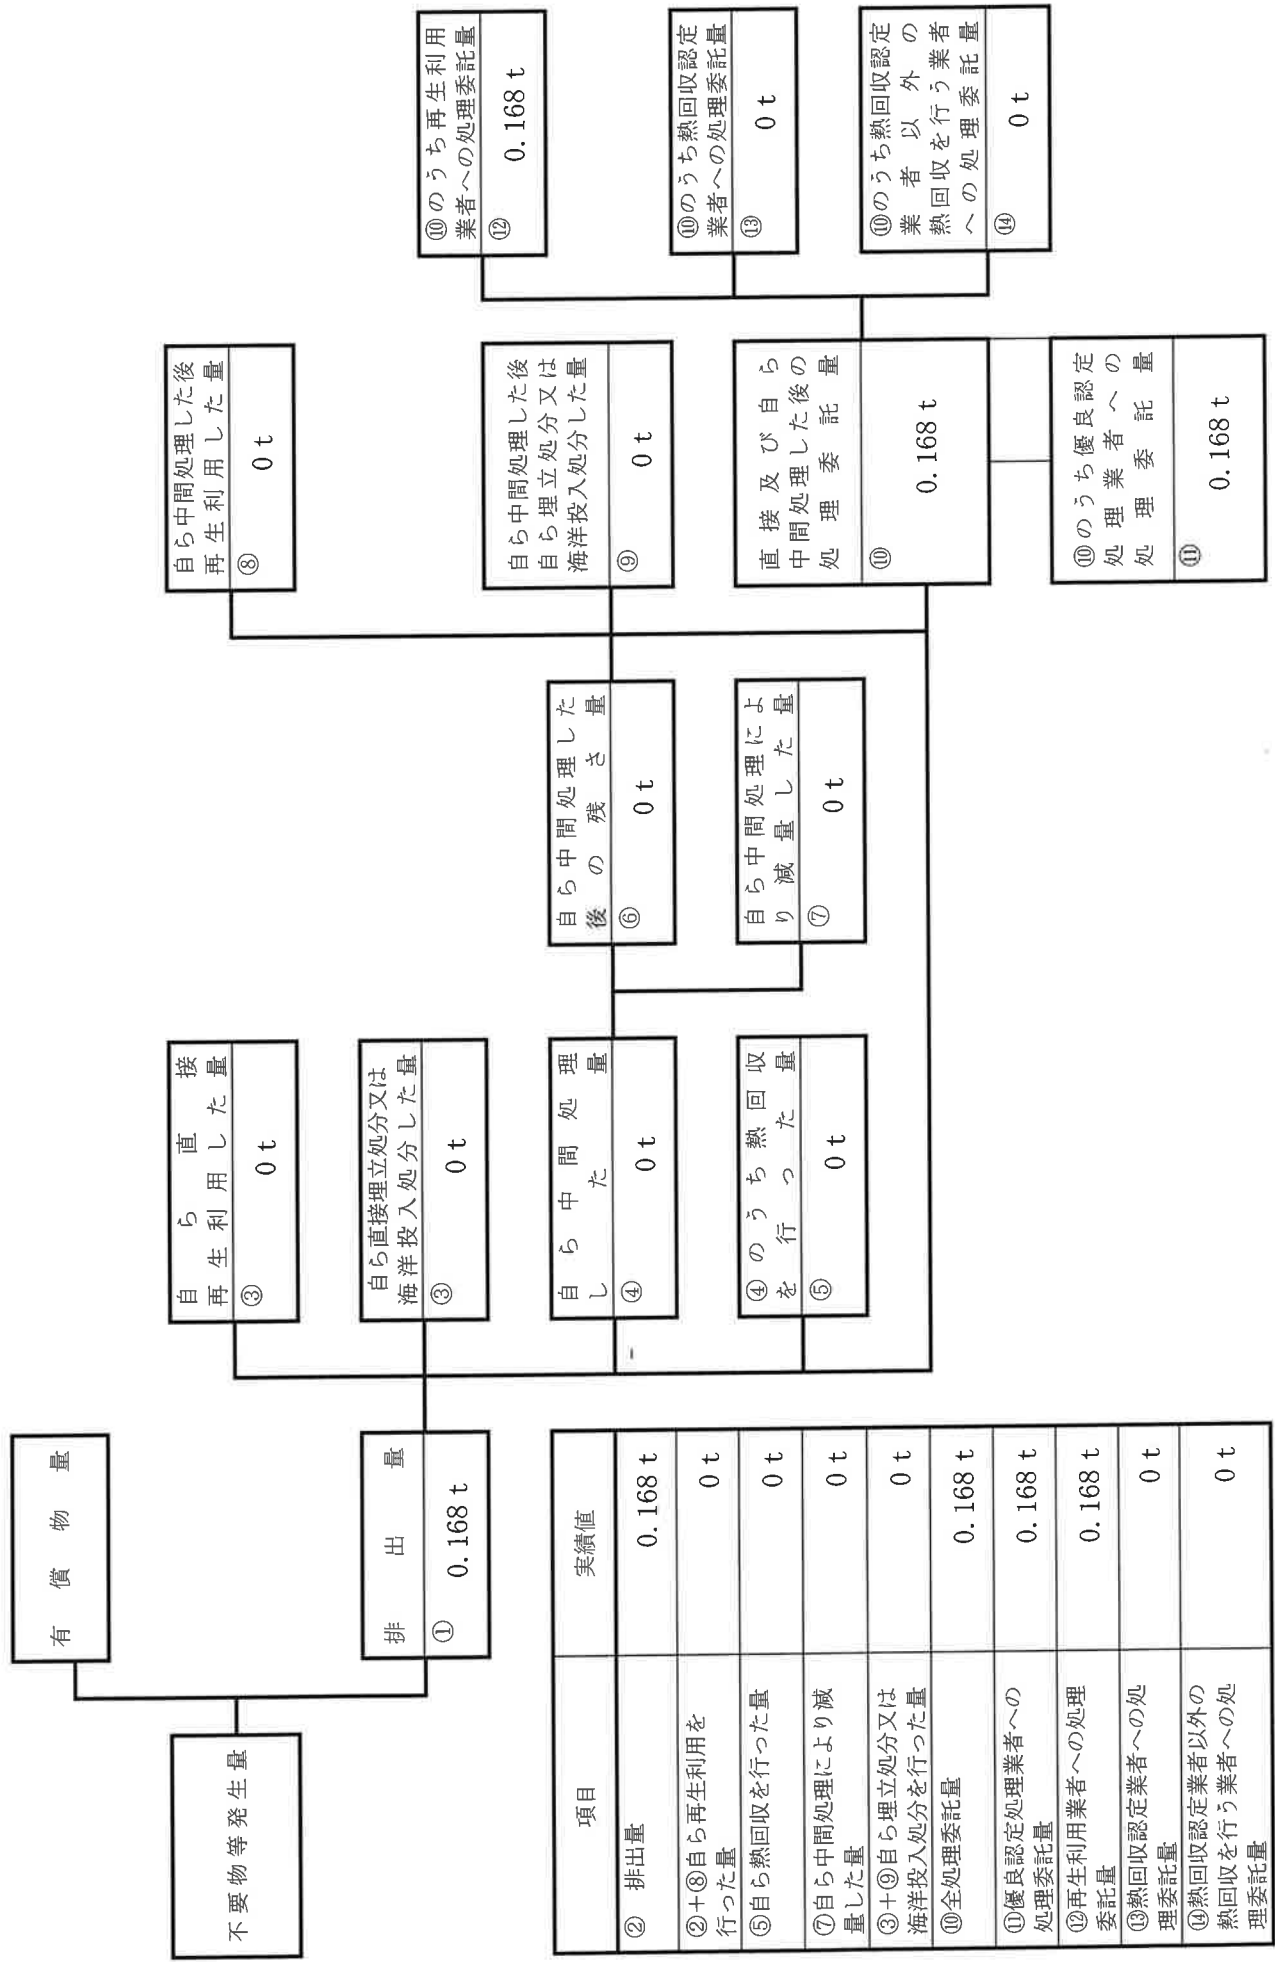 不要物等発生量
有償物量
排出量
① 0.168 t
自ら直接
再生利用した量
③ 0 t
自ら直接埋立処分又は
海洋投入処分した量
③ 0 t
自ら中間処理
した量
④ 0 t
④のうち熱回収
を行った量
⑤ 0 t
自ら中間処理した
後の残さ量
⑥ 0 t
自ら中間処理によ
り減量した量
⑦ 0 t
自ら中間処理した後
再生利用した量
⑧ 0 t
自ら中間処理した後
自ら埋立処分又は
海洋投入処分した量
⑨ 0 t
直接及び自ら
中間処理した後の
処理委託量
⑩ 0.168 t
⑩のうち優良認定
処理業者への
処理委託量
⑪ 0.168 t
⑩のうち再生利用
業者への処理委託量
⑫ 0.168 t
⑩のうち熱回収認定
業者への処理委託量
⑬ 0 t
⑩のうち熱回収認定
業者以外の
熱回収を行う業者
への処理委託量
⑭ 0 t
項目 実績値
② 排出量 0.168 t
②+⑧自ら再生利用を
行った量 0 t
⑤自ら熱回収を行った量 0 t
⑦自ら中間処理により減
量した量 0 t
③+⑨自ら埋立処分又は
海洋投入処分を行った量 0 t
⑩全処理委託量 0.168 t
⑪優良認定処理業者への
処理委託量 0.168 t
⑫再生利用業者への処理
委託量 0.168 t
⑬熱回収認定業者への処
理委託量 0 t
⑭熱回収認定業者以外の
熱回収を行う業者への処
理委託量 0 t